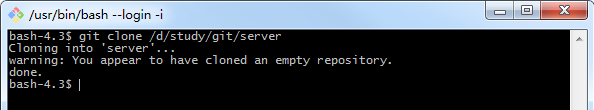 /usr/bin/bash --login -i
bash-4.3$ git clone /d/study/git/server
Cloning into 'server'...
warning: You appear to have cloned an empty repository.
done.
bash-4.3$